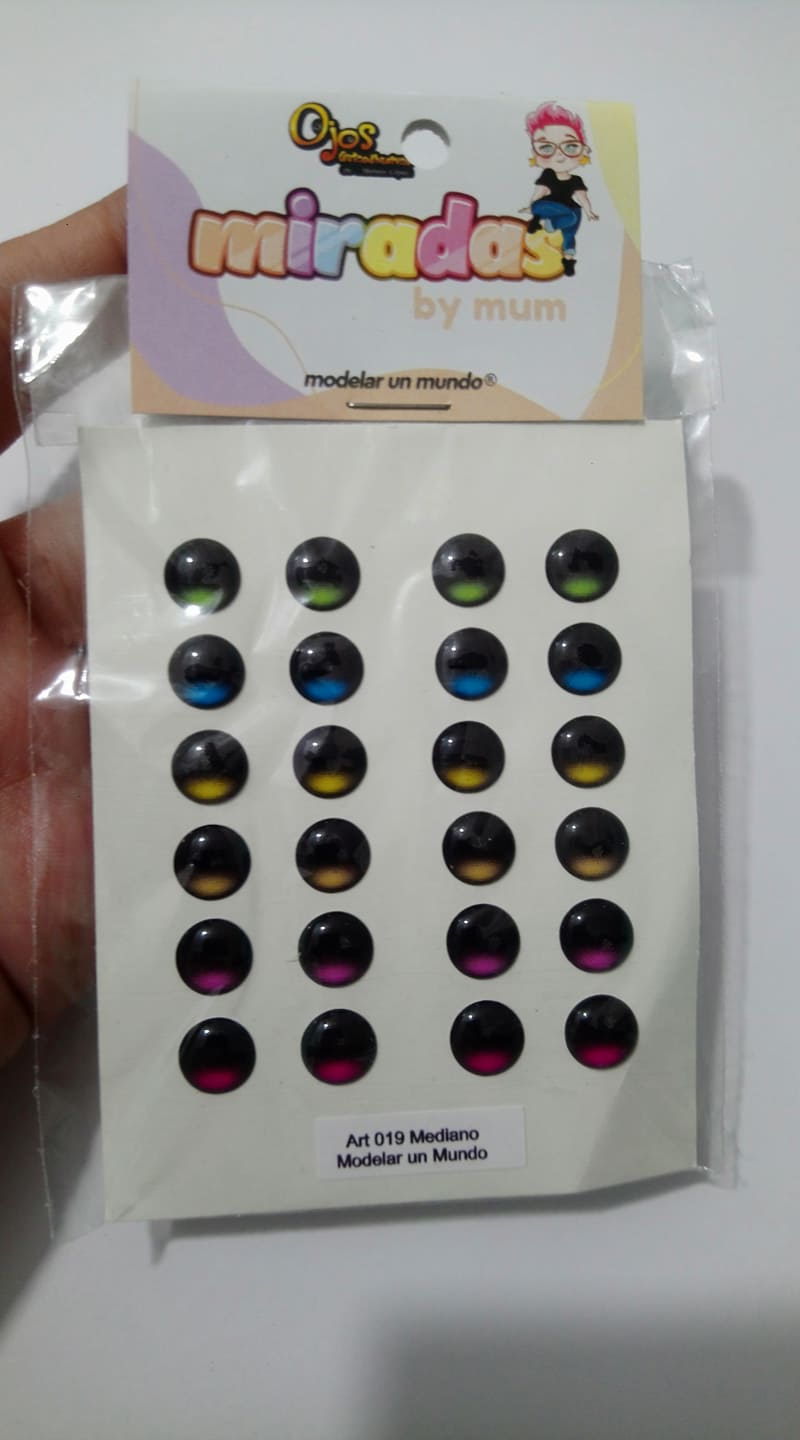 Ojos
miradas
by mum
modelar un mundo®
Art 019 Mediano
Modelar un Mundo